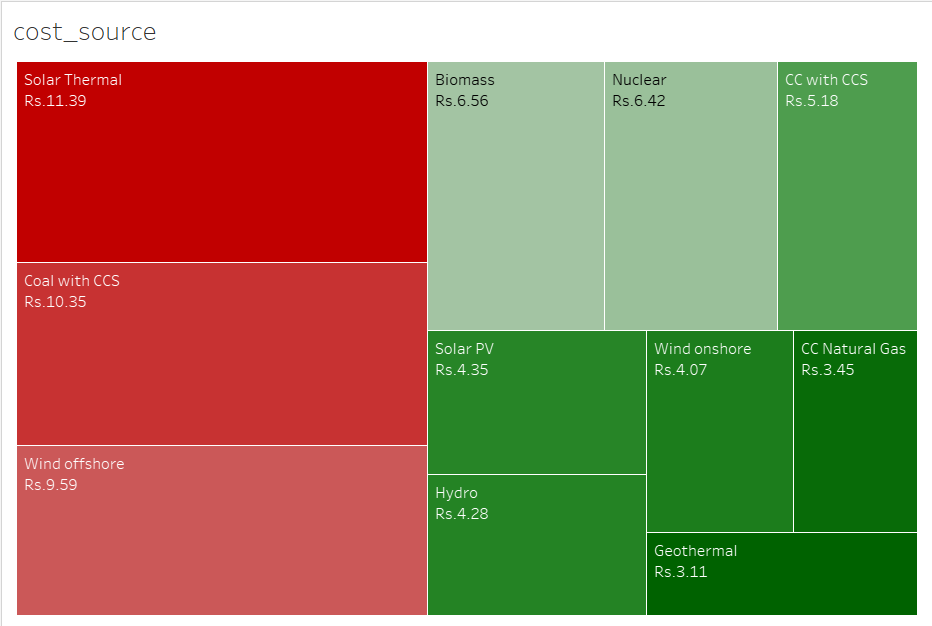 cost_source
Solar Thermal
Rs.11.39
Coal with CCS
Rs.10.35
Wind offshore
Rs.9.59
Biomass
Rs.6.56
Nuclear
Rs.6.42
CC with CCS
Rs.5.18
Solar PV
Rs.4.35
Hydro
Rs.4.28
Wind onshore
Rs.4.07
CC Natural Gas
Rs.3.45
Geothermal
Rs.3.11